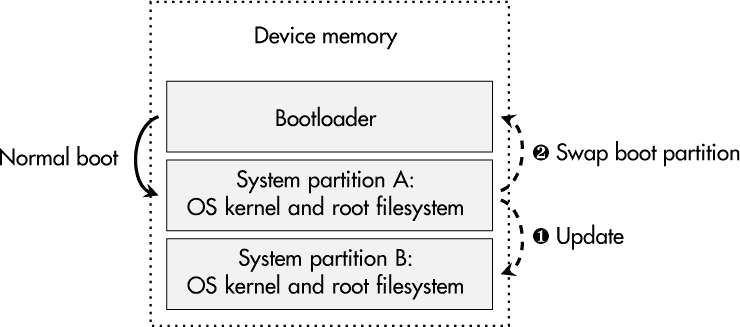 Device memory
Bootloader
Normal boot
❷ Swap boot partition
System partition A:
OS kernel and root filesystem
❶ Update
System partition B:
OS kernel and root filesystem